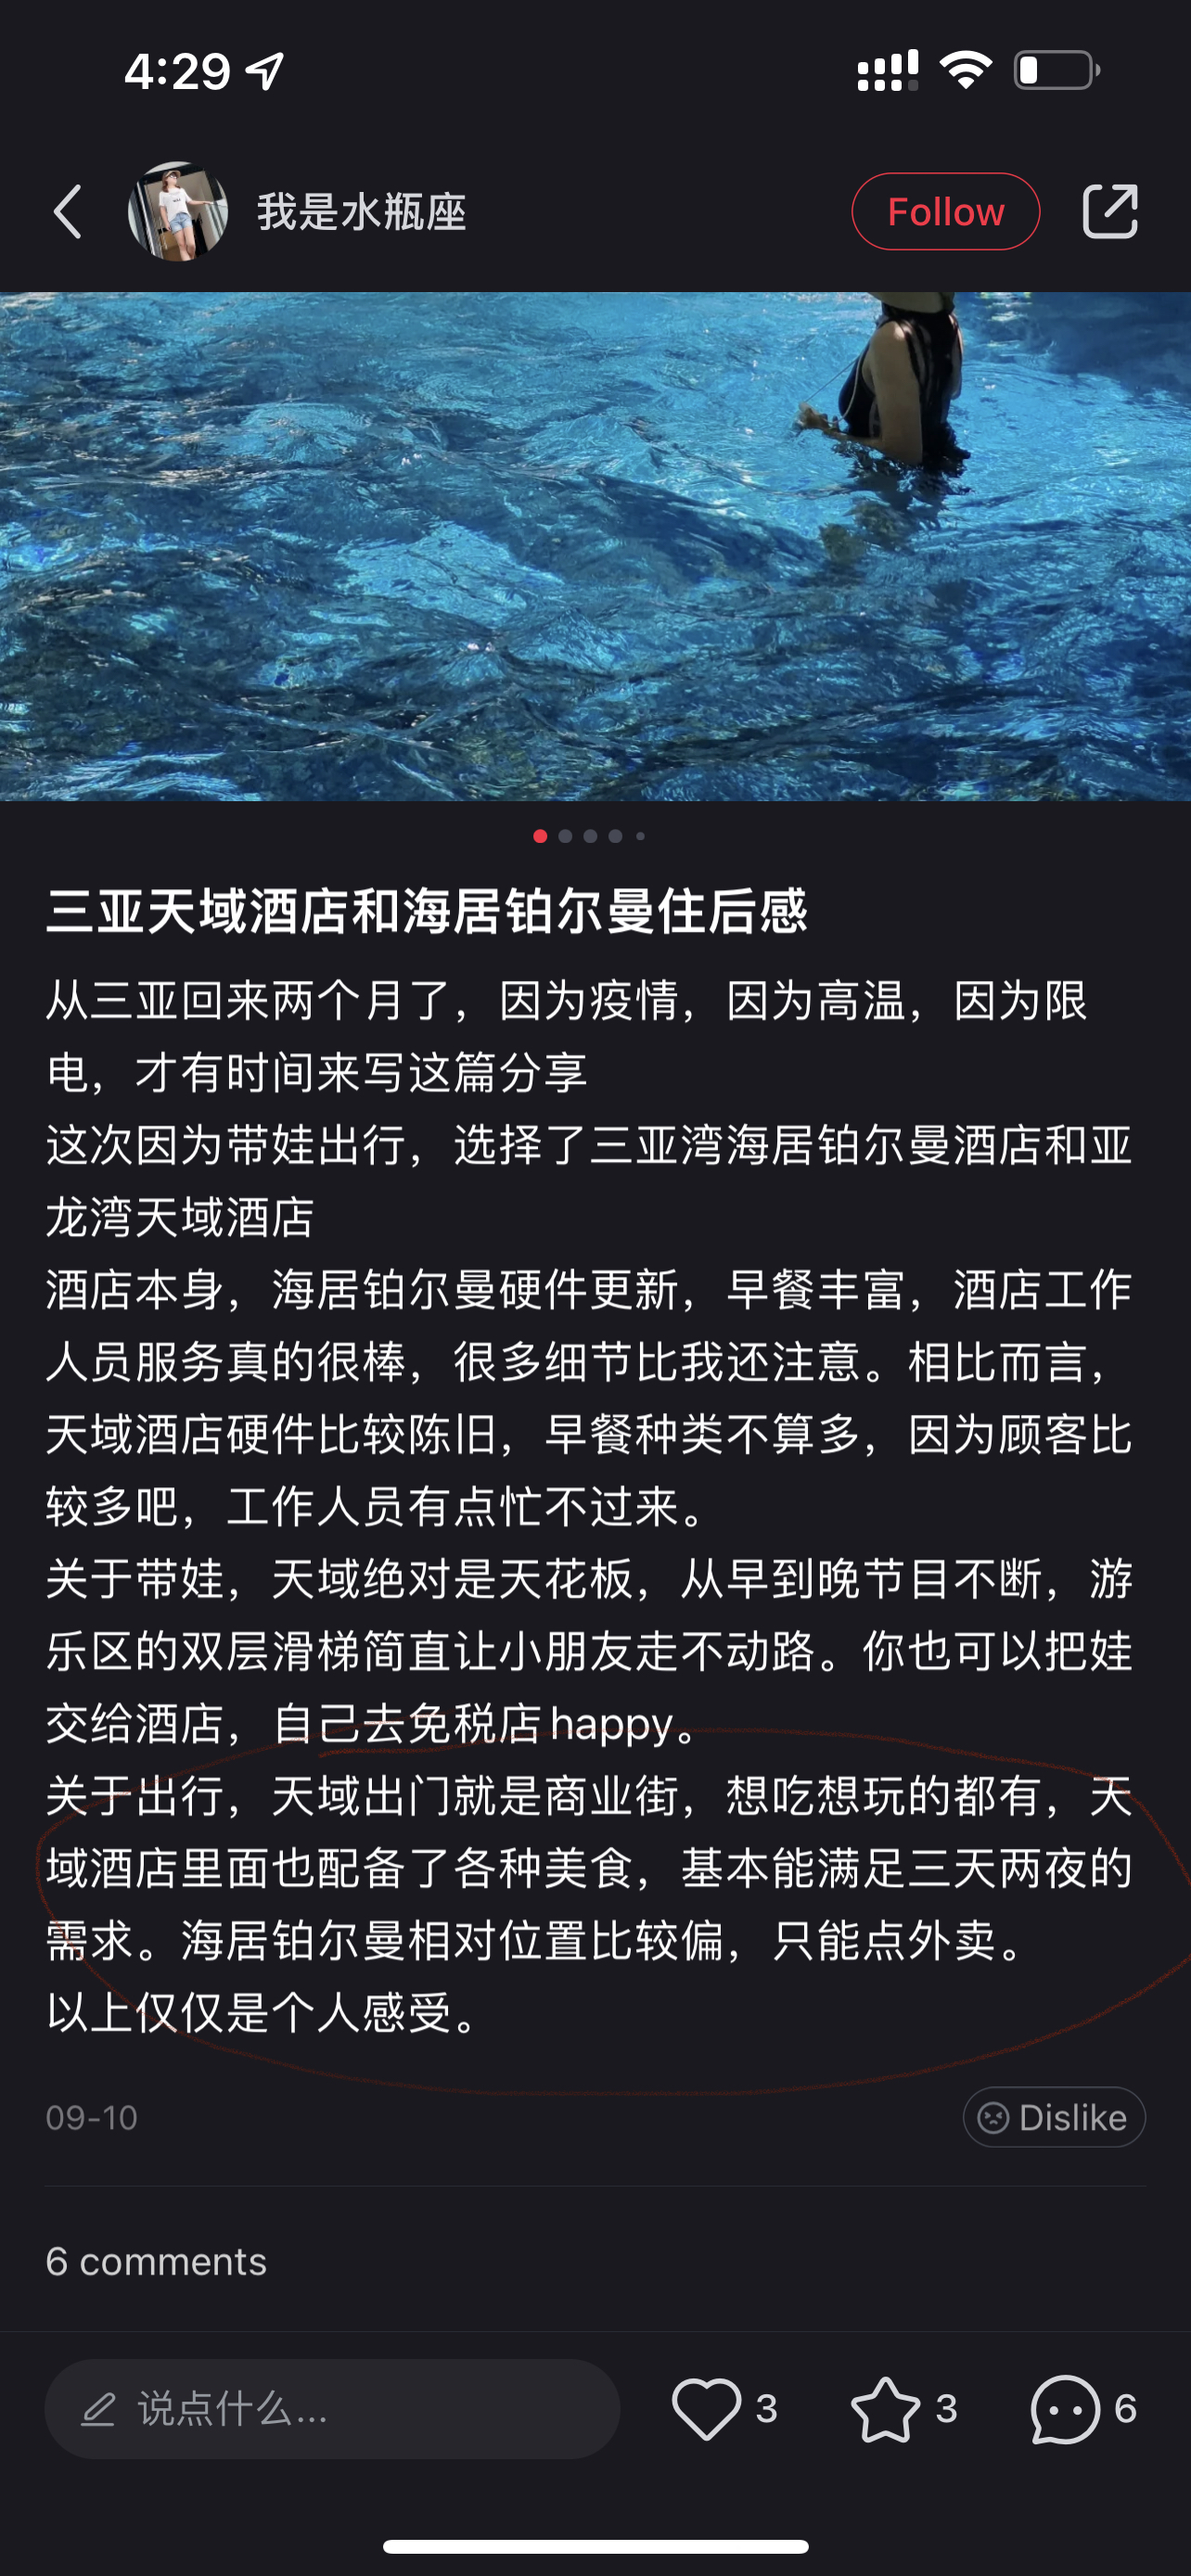 4:29
我是水瓶座
Follow
三亚天域酒店和海居铂尔曼住后感
从三亚回来两个月了，因为疫情，因为高温，因为限
电，才有时间来写这篇分享
这次因为带娃出行，选择了三亚湾海居铂尔曼酒店和亚
龙湾天域酒店
酒店本身，海居铂尔曼硬件更新，早餐丰富，酒店工作
人员服务真的很棒，很多细节比我还注意。相比而言，
天域酒店硬件比较陈旧，早餐种类不算多，因为顾客比
较多吧，工作人员有点忙不过来。
关于带娃，天域绝对是天花板，从早到晚节目不断，游
乐区的双层滑梯简直让小朋友走不动路。你也可以把娃
交给酒店，自己去免税店happy。
关于出行，天域出门就是商业街，想吃想玩的都有，天
域酒店里面也配备了各种美食，基本能满足三天两夜的
需求。海居铂尔曼相对位置比较偏，只能点外卖。
以上仅仅是个人感受。
09-10
Dislike
6 comments
说点什么...
3
3
6